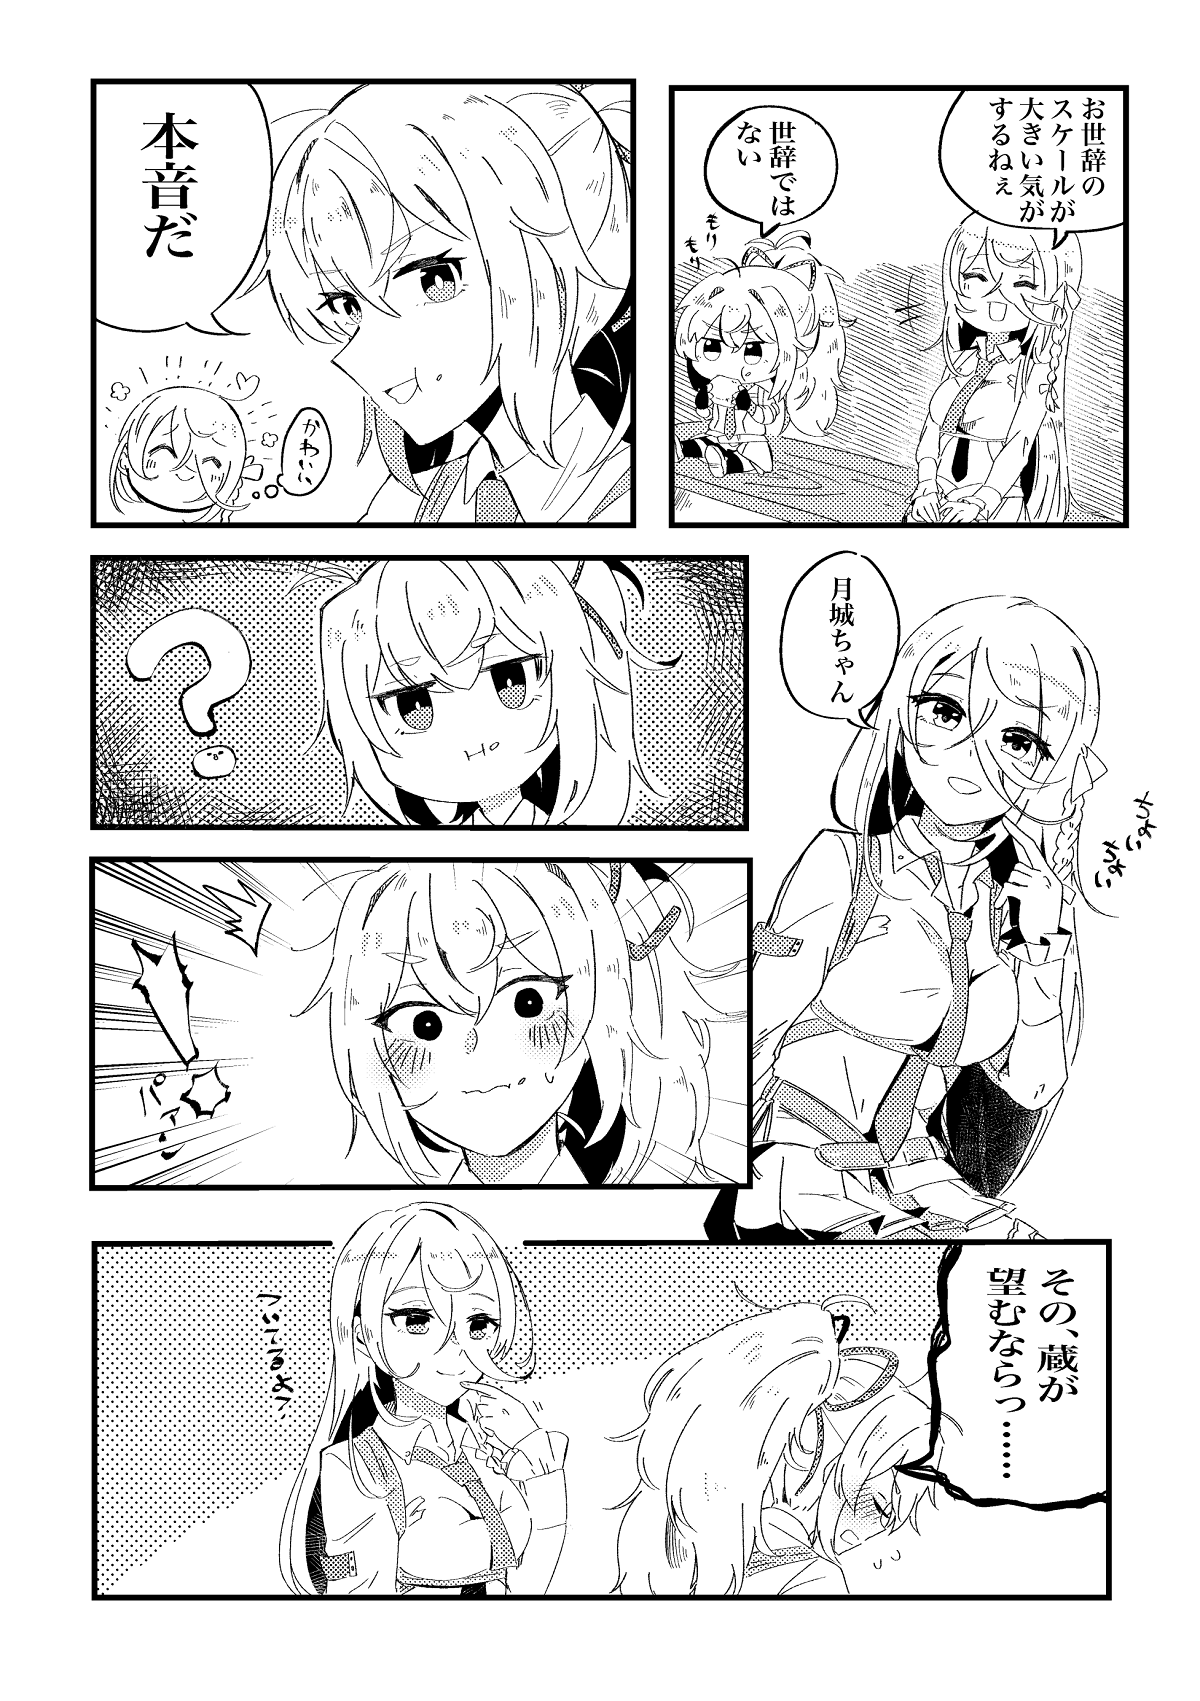 お世辞の
スケールが
大きい気が
するねぇ
世辞では
ない
もり
もり
本音だ
かわいい
月城ちゃん
ちょい
ちょい
？
！
その、蔵が
望むならっ……
ついてるよ？